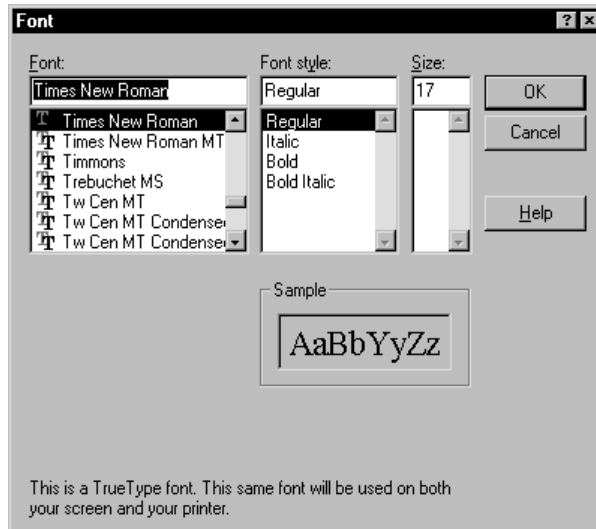 Font
Font:
Times New Roman
Times New Roman
Times New Roman MT
Timmons
Trebuchet MS
Tw Cen MT
Tw Cen MT Condensed
Tw Cen MT Condensed
Font style:
Regular
Regular
Italic
Bold
Bold Italic
Size:
17
OK
Cancel
Help
Sample
AaBbYyZz
This is a TrueType font. This same font will be used on both
your screen and your printer.